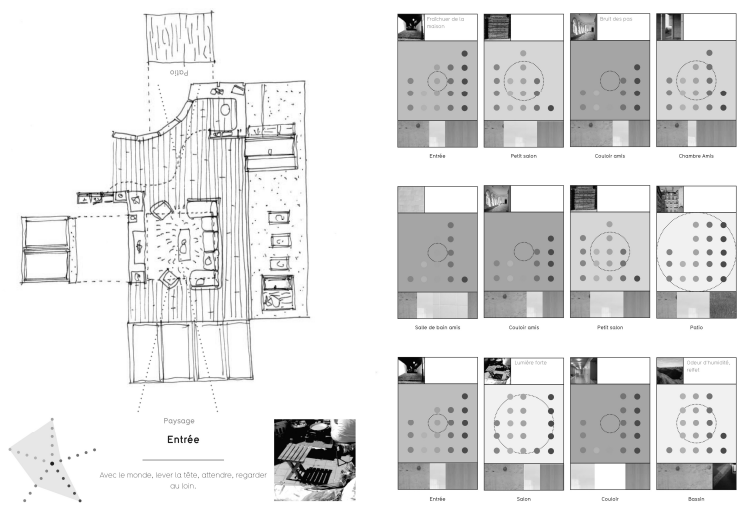 Patio
Paysage
Entrée
Avec le monde, lever la tête, attendre, regarder
au loin.
Fraîchuer de la
maison
Bruit des pas
Entrée
Petit salon
Couloir amis
Chambre Amis
Salle de bain amis
Couloir amis
Petit salon
Patio
Lumière forte
Odeur d'humidité,
Entrée
Salon
Couloir
Bassin